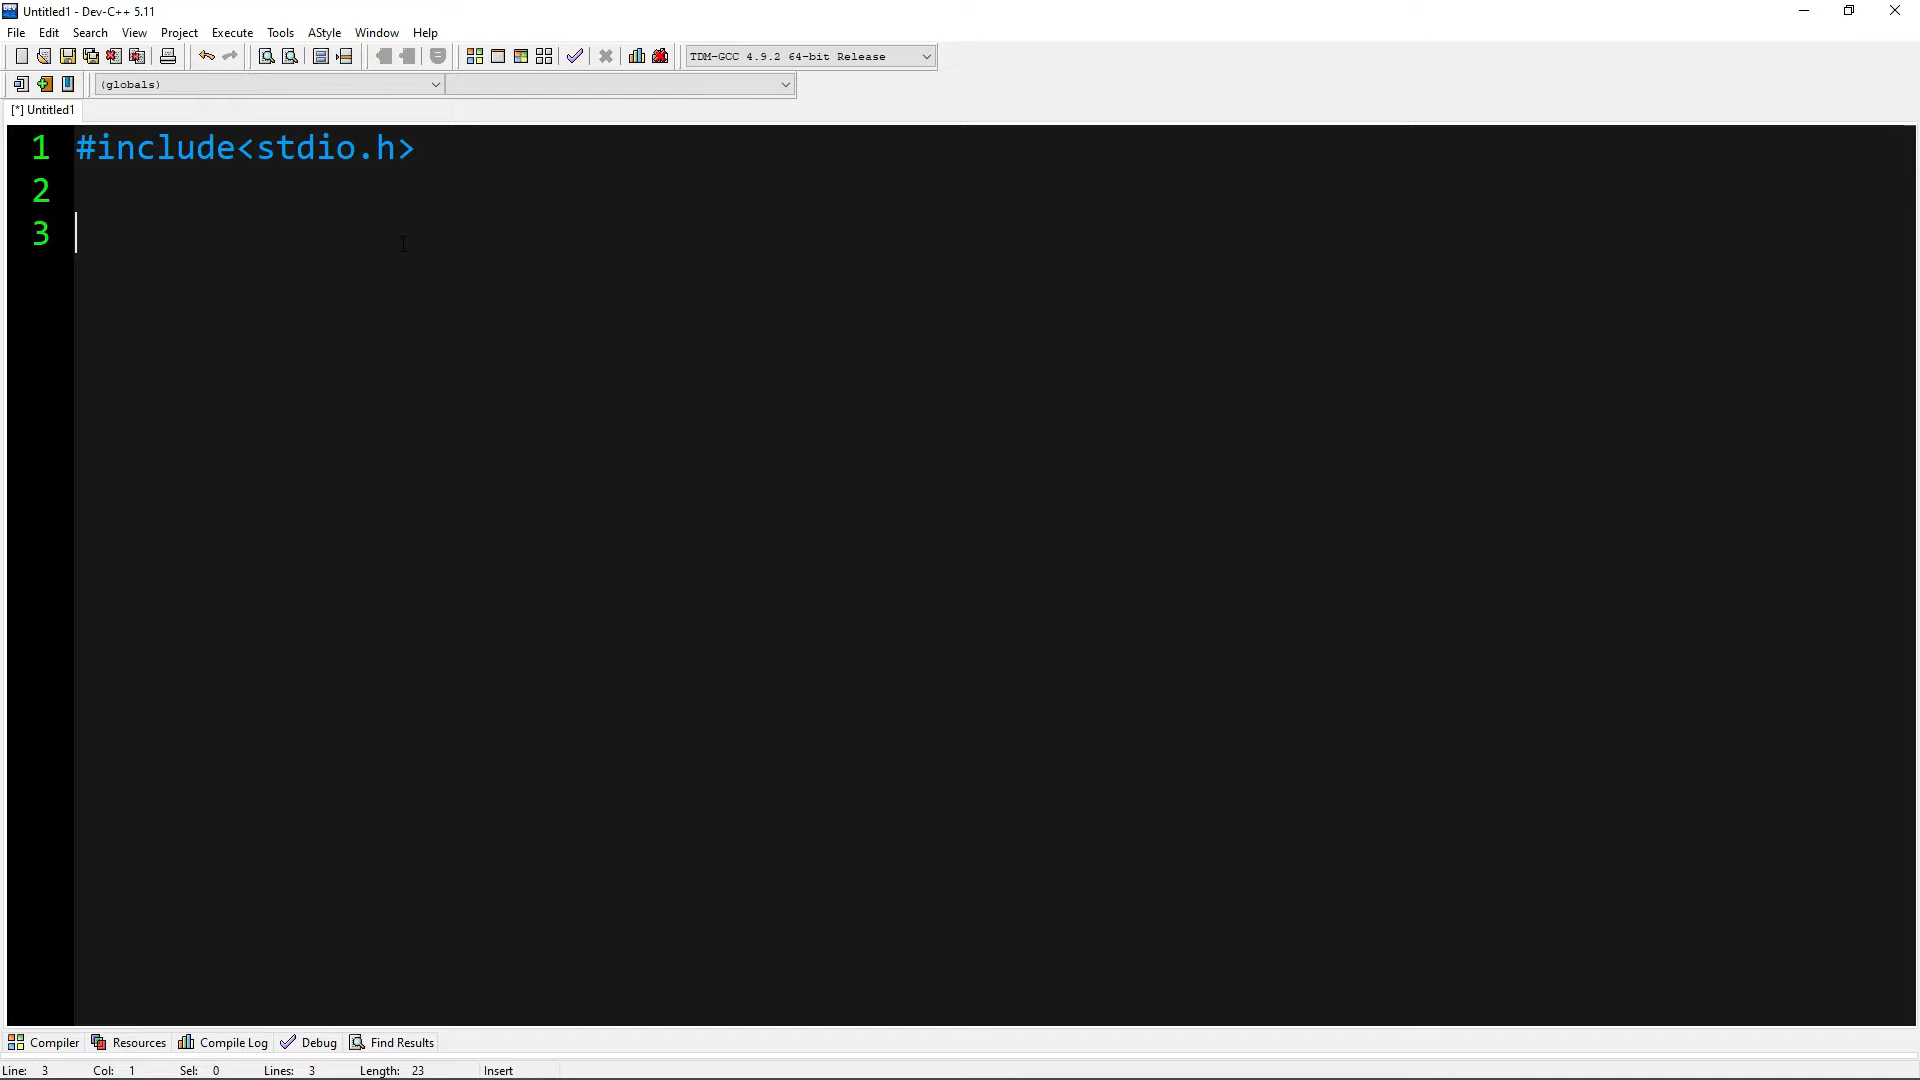 Untitled1 - Dev-C++ 5.11
File Edit Search View Project Execute Tools AStyle Window Help
TDM-GCC 4.9.2 64-bit Release
(globals)
[*] Untitled1
1 #include<stdio.h>
2
3
Compiler Resources Compile Log Debug Find Results
Line: 3 Col: 1 Sel: 0 Lines: 3 Length: 23 Insert